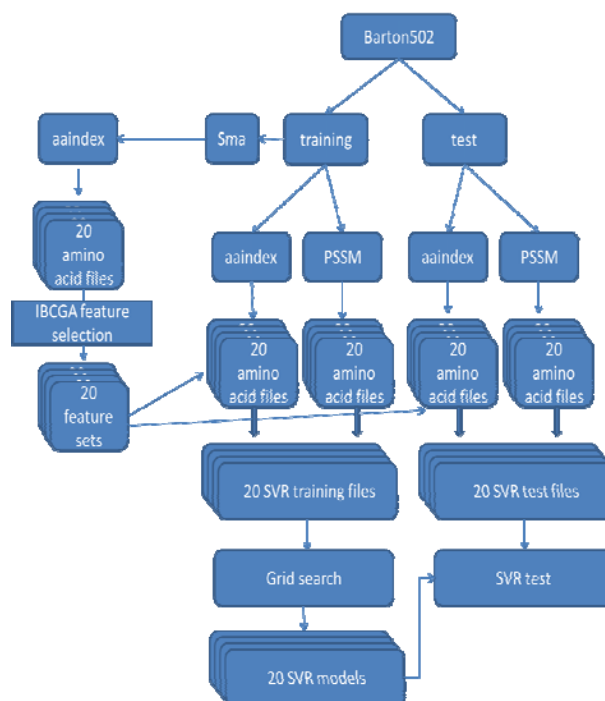 Barton502
aaindex
Sma
training
test
20
amino
acid files
aaindex
PSSM
aaindex
PSSM
IBCGA feature
selection
20
feature
sets
20
amino
acid files
20
amino
acid files
20
amino
acid files
20
amino
acid files
20 SVR training files
20 SVR test files
Grid search
SVR test
20 SVR models